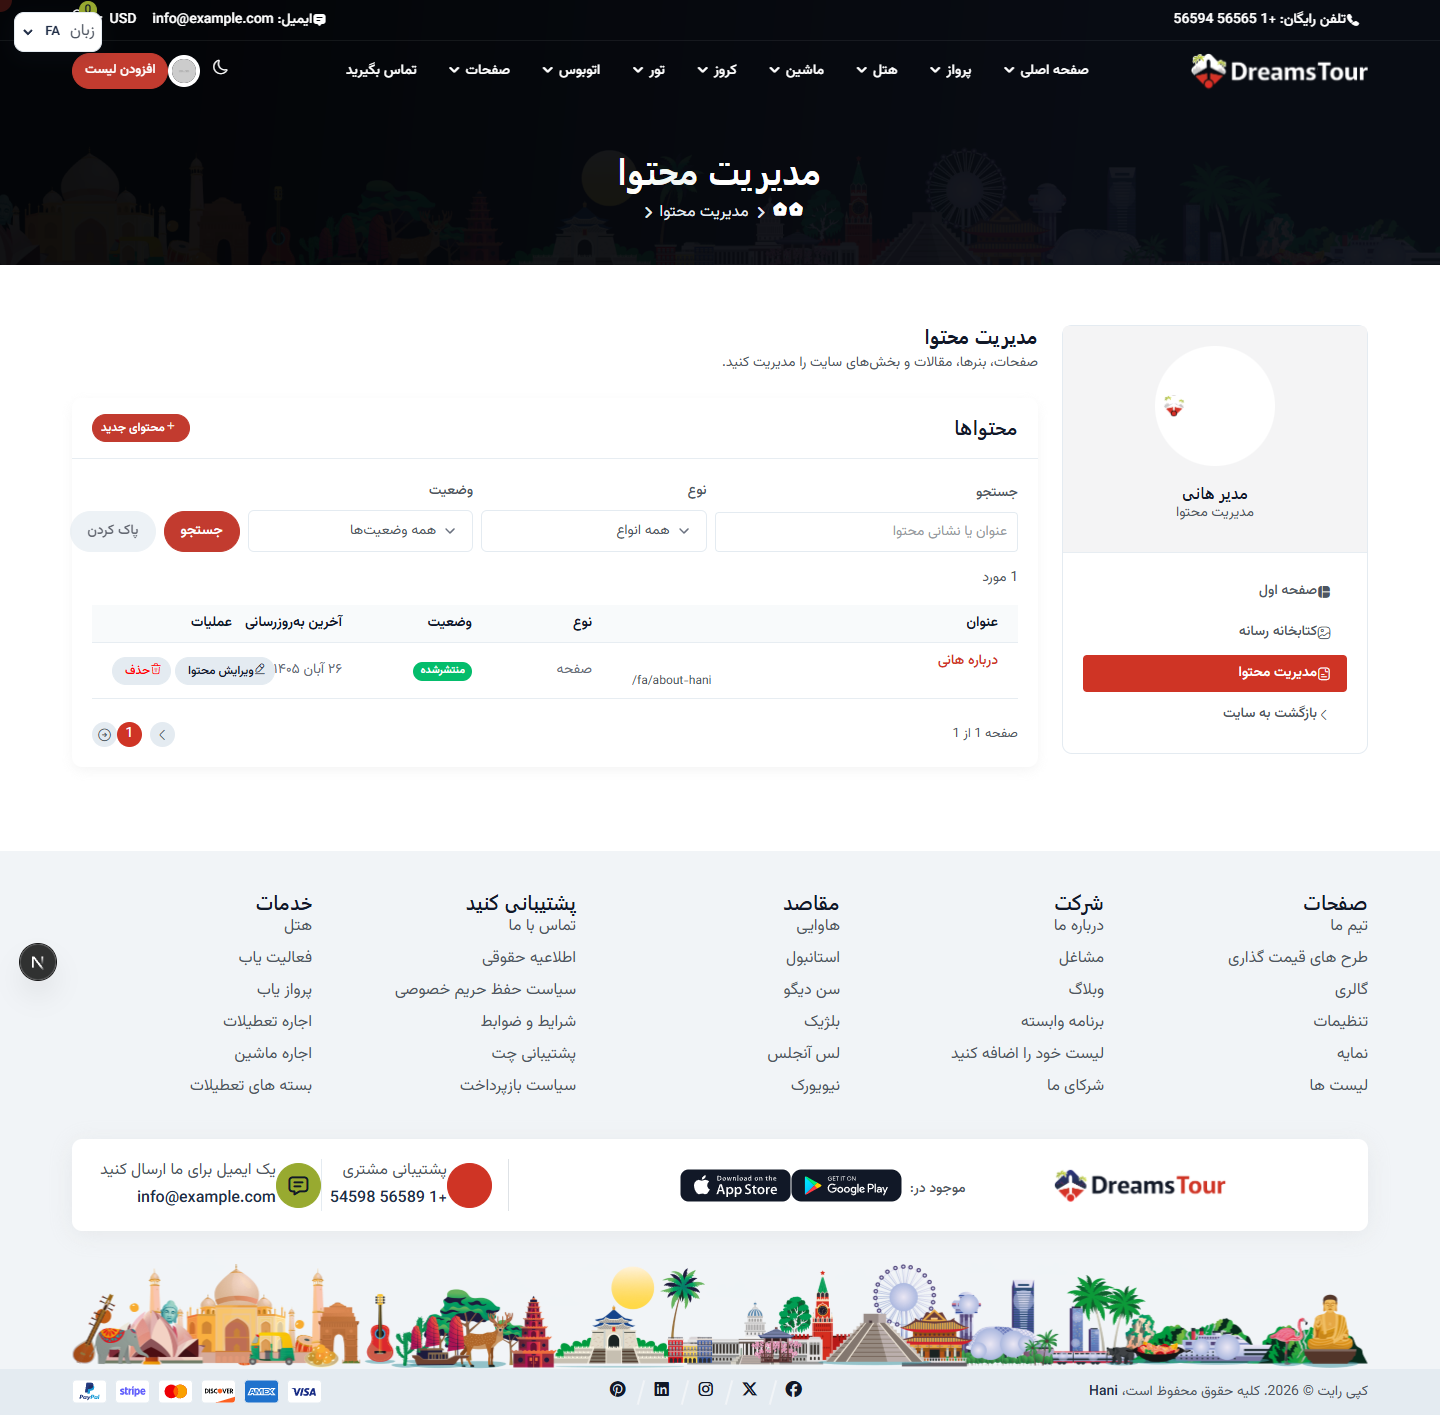 تلفن رایگان: +1 56565 56594
ایمیل: info@example.com
USD
0
زبان FA
DreamsTour
صفحه اصلی
پرواز
هتل
ماشین
کروز
تور
اتوبوس
صفحات
تماس بگیرید
افزودن لیست
مدیریت محتوا
مدیریت محتوا
مدیر هانی
مدیریت محتوا
صفحه اول
کتابخانه رسانه
مدیریت محتوا
بازگشت به سایت
مدیریت محتوا
صفحات، بنرها، مقالات و بخش‌های سایت را مدیریت کنید.
محتواها
+ محتوای جدید
جستجو
نوع
وضعیت
عنوان یا نشانی محتوا
همه انواع
همه وضعیت‌ها
جستجو
پاک کردن
1 مورد
عنوان
نوع
وضعیت
آخرین به‌روزرسانی
عملیات
درباره هانی
/fa/about-hani
صفحه
منتشرشده
۲۶ آبان ۱۴۰۵
ویرایش محتوا
حذف
صفحه 1 از 1
1
صفحات
تیم ما
طرح های قیمت گذاری
گالری
تنظیمات
نمایه
لیست ها
شرکت
درباره ما
مشاغل
وبلاگ
برنامه وابسته
لیست خود را اضافه کنید
شرکای ما
مقاصد
هاوایی
استانبول
سن دیگو
بلژیک
لس آنجلس
نیویورک
پشتیبانی کنید
تماس با ما
اطلاعیه حقوقی
سیاست حفظ حریم خصوصی
شرایط و ضوابط
پشتیبانی چت
سیاست بازپرداخت
خدمات
هتل
فعالیت یاب
پرواز یاب
اجاره تعطیلات
اجاره ماشین
بسته های تعطیلات
N
DreamsTour
موجود در:
GET IT ON
Google Play
Download on the
App Store
پشتیبانی مشتری
+1 56589 54598
یک ایمیل برای ما ارسال کنید
info@example.com
کپی رایت © 2026. کلیه حقوق محفوظ است، Hani
VISA
AMEX
DISCOVER
stripe
PayPal